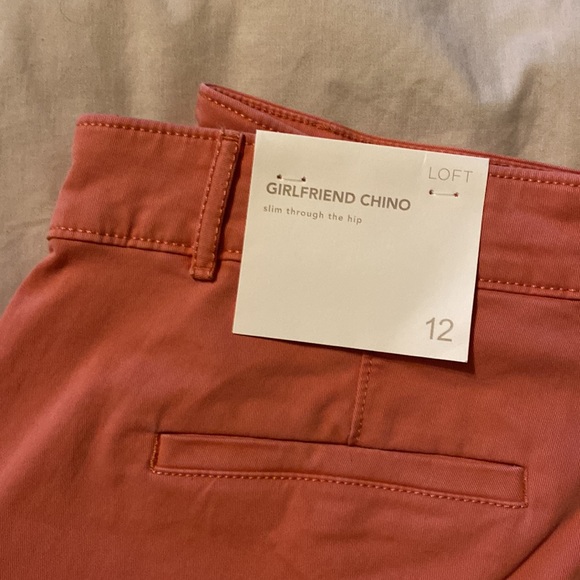 LOFT
GIRLFRIEND CHINO
slim through the hip
12